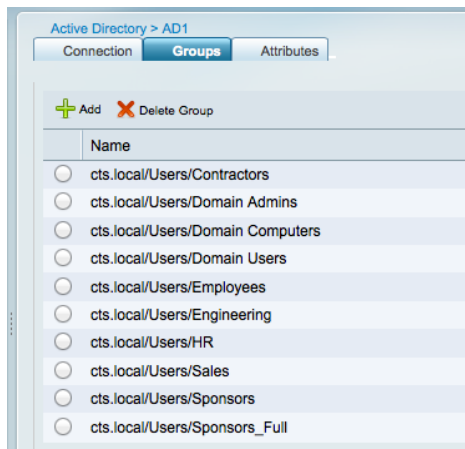 Active Directory > AD1
Connection Groups Attributes
Add Delete Group
Name
cts.local/Users/Contractors
cts.local/Users/Domain Admins
cts.local/Users/Domain Computers
cts.local/Users/Domain Users
cts.local/Users/Employees
cts.local/Users/Engineering
cts.local/Users/HR
cts.local/Users/Sales
cts.local/Users/Sponsors
cts.local/Users/Sponsors_Full